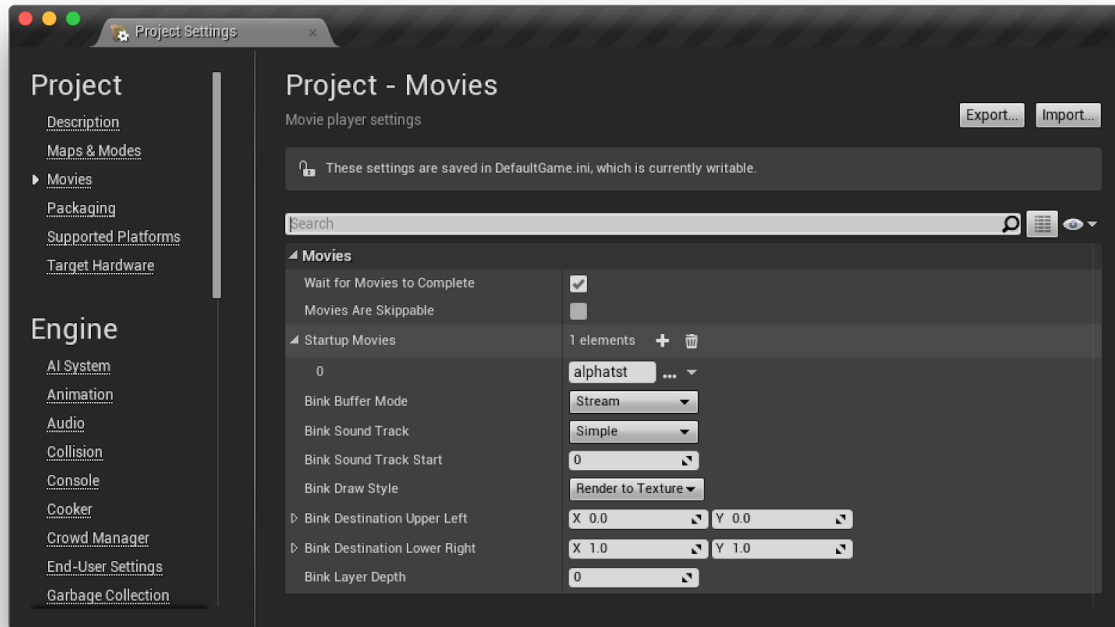 Project Settings
Project
Description
Maps & Modes
Movies
Packaging
Supported Platforms
Target Hardware
Engine
AI System
Animation
Audio
Collision
Console
Cooker
Crowd Manager
End-User Settings
Garbage Collection
Project - Movies
Movie player settings
Export... Import...
These settings are saved in DefaultGame.ini, which is currently writable.
Search
Movies
Wait for Movies to Complete
Movies Are Skippable
Startup Movies 1 elements
0 alphatst ...
Bink Buffer Mode Stream
Bink Sound Track Simple
Bink Sound Track Start 0
Bink Draw Style Render to Texture
Bink Destination Upper Left X 0.0 Y 0.0
Bink Destination Lower Right X 1.0 Y 1.0
Bink Layer Depth 0